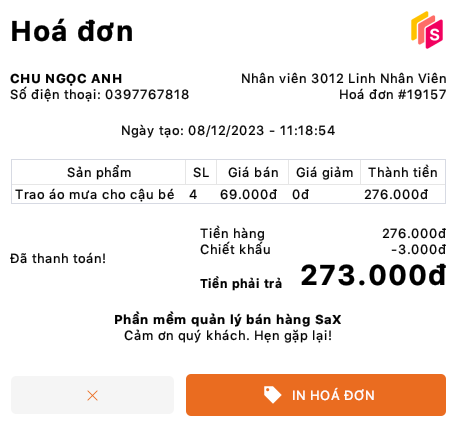 Hoá đơn
S
CHU NGỌC ANH
Nhân viên 3012 Linh Nhân Viên
Số điện thoại: 0397767818
Hoá đơn #19157
Ngày tạo: 08/12/2023 - 11:18:54
Sản phẩm SL Giá bán Giá giảm Thành tiền
Trao áo mưa cho cậu bé 4 69.000đ 0đ 276.000đ
Tiền hàng 276.000đ
Chiết khấu -3.000đ
Đã thanh toán!
Tiền phải trả 273.000đ
Phần mềm quản lý bán hàng SaX
Cảm ơn quý khách. Hẹn gặp lại!
IN HOÁ ĐƠN